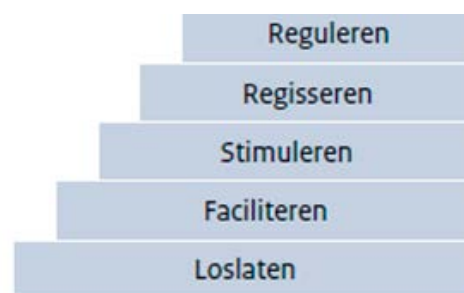 Reguleren
Regisseren
Stimuleren
Faciliteren
Loslaten